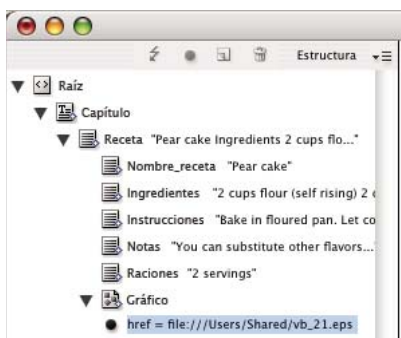 Estructura
Raíz
Capítulo
Receta "Pear cake Ingredients 2 cups flo..."
Nombre_receta "Pear cake"
Ingredientes "2 cups flour (self rising) 2
Instrucciones "Bake in floured pan. Let co
Notas "You can substitute other flavors...
Raciones "2 servings"
Gráfico
href = file:///Users/Shared/vb_21.eps